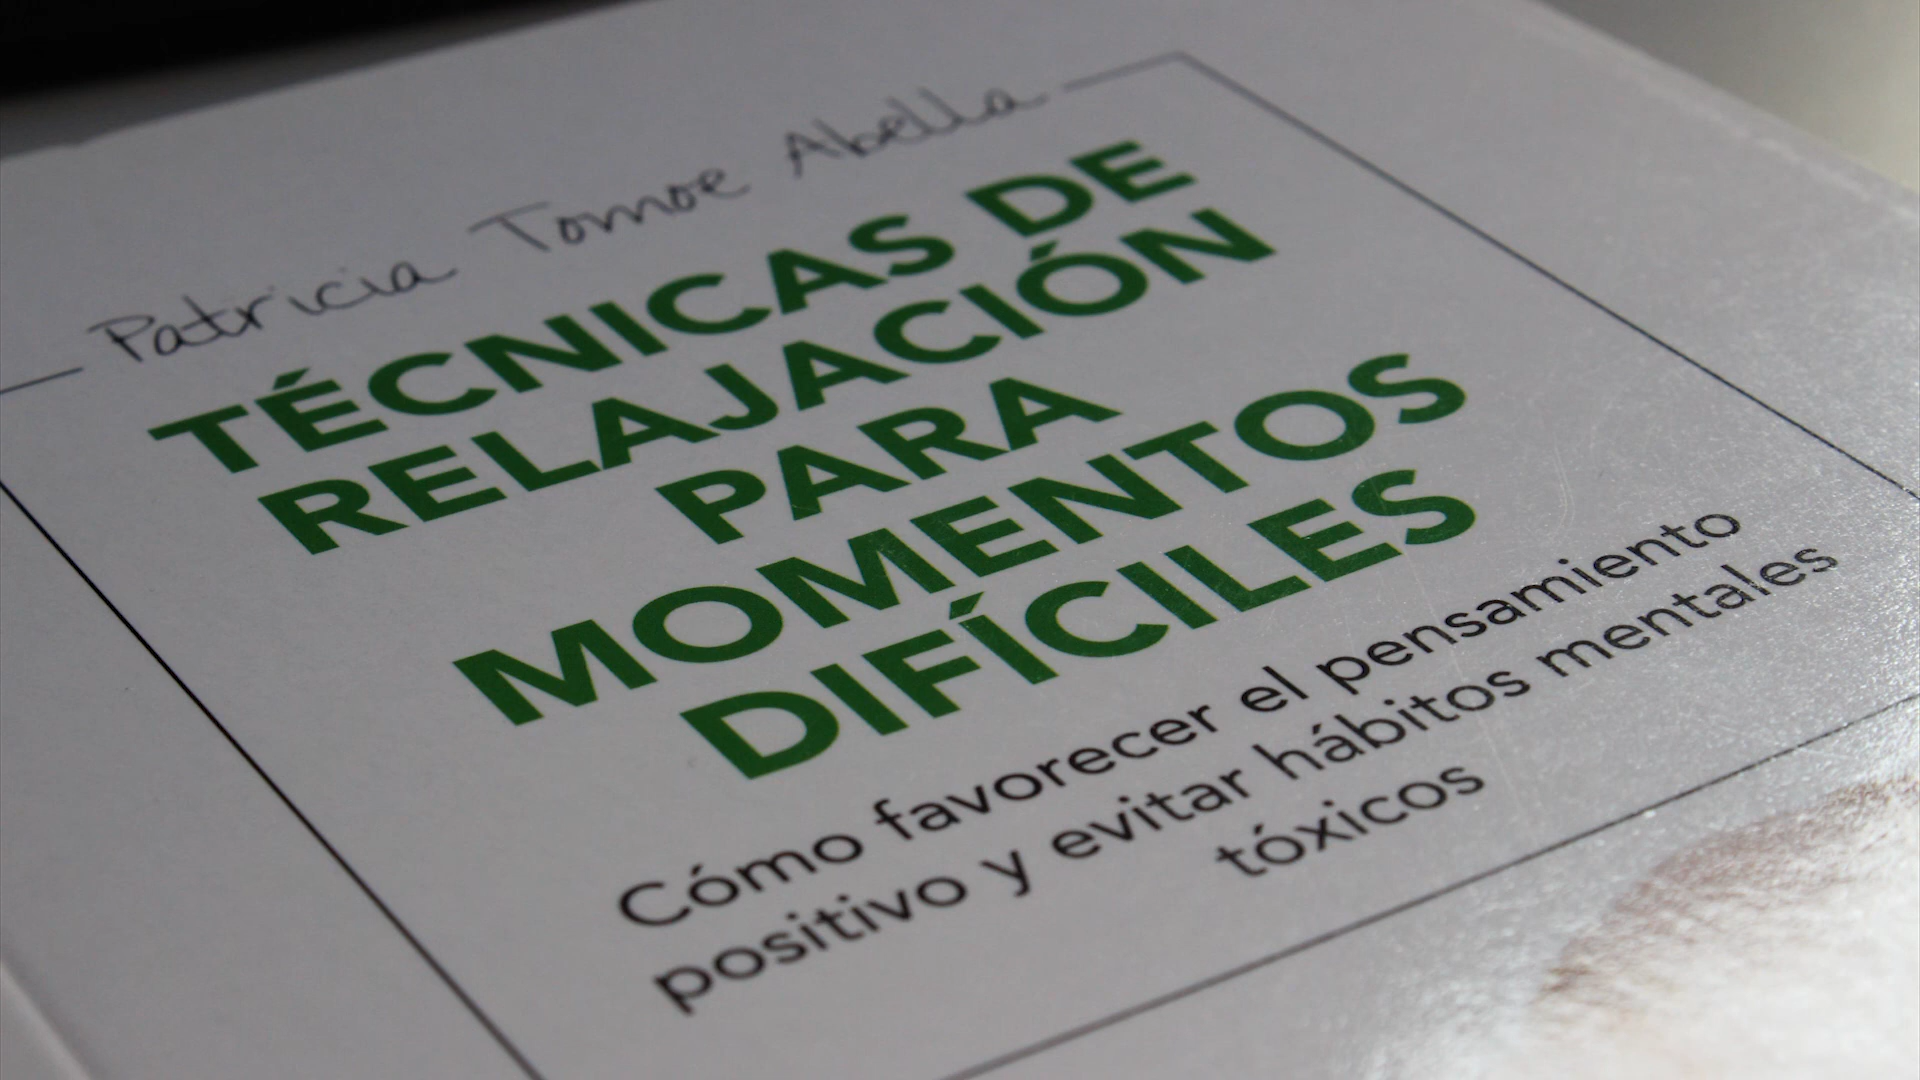 Patricia Tomoe Abella
TÉCNICAS DE
RELAJACIÓN
PARA
MOMENTOS
DIFÍCILES
Cómo favorecer el pensamiento
positivo y evitar hábitos mentales
tóxicos